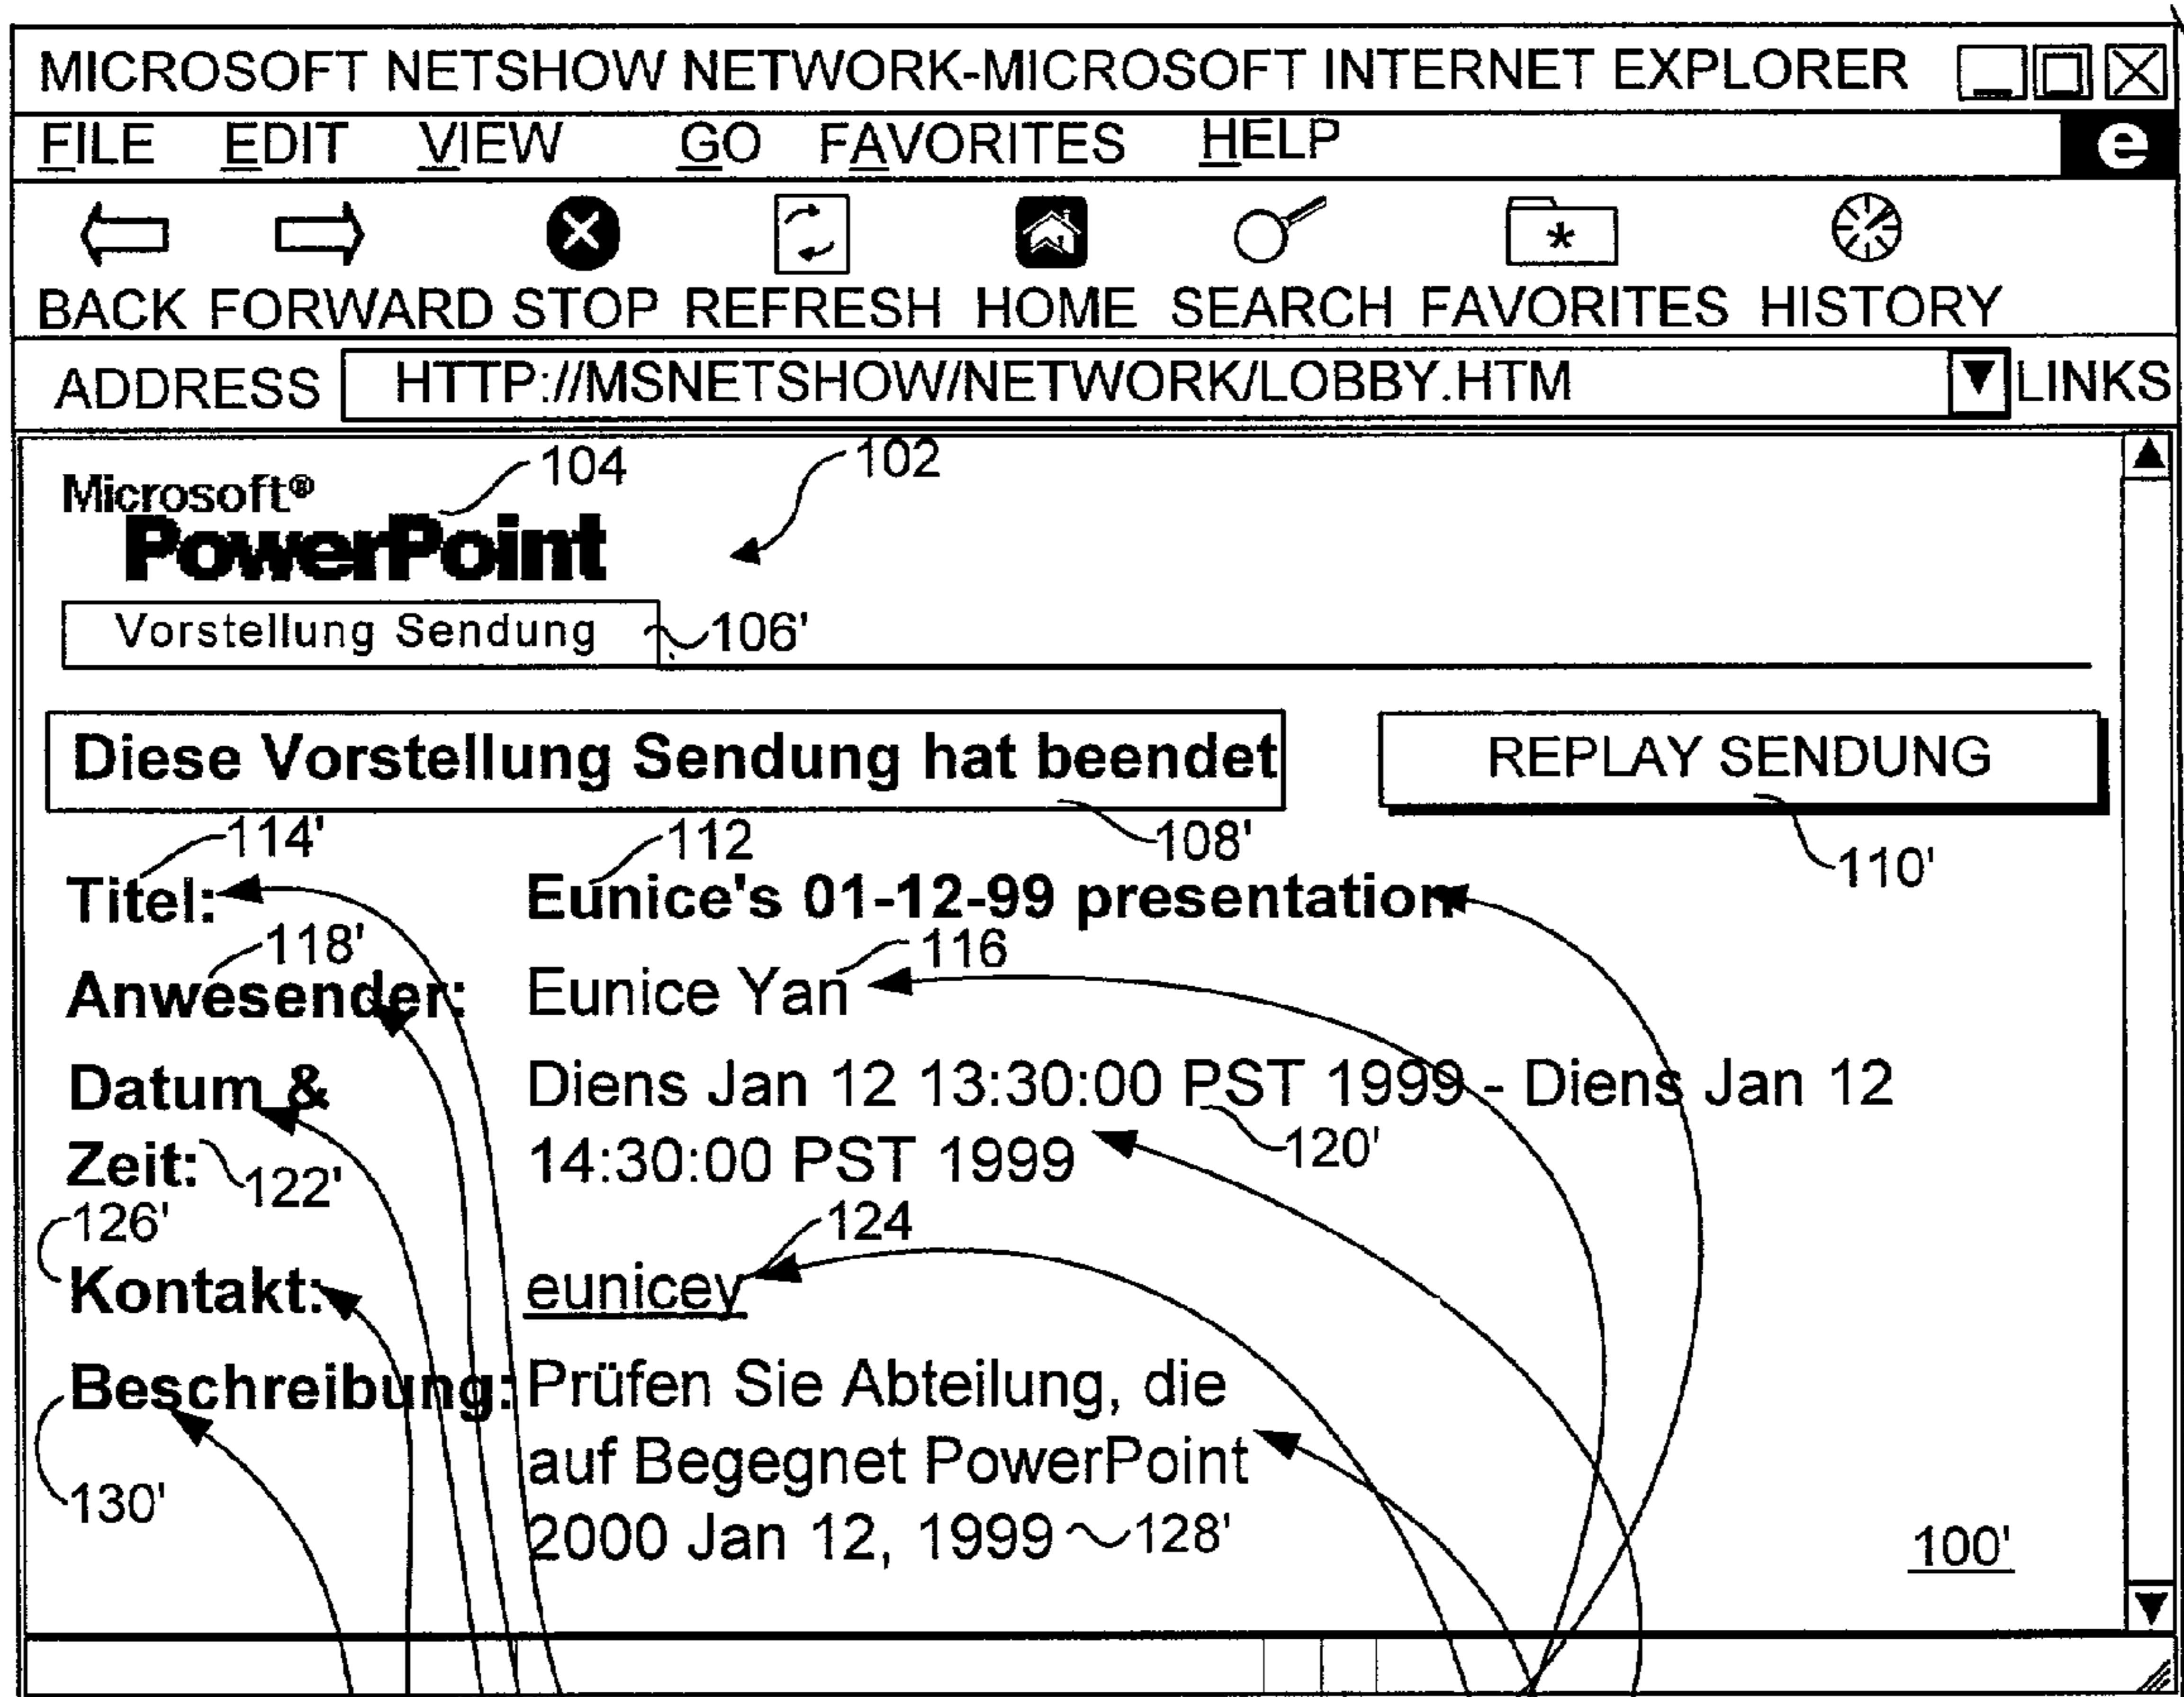 MICROSOFT NETSHOW NETWORK-MICROSOFT INTERNET EXPLORER
FILE EDIT VIEW GO FAVORITES HELP
e
BACK FORWARD STOP REFRESH HOME SEARCH FAVORITES HISTORY
ADDRESS HTTP://MSNETSHOW/NETWORK/LOBBY.HTM LINKS
104 102
Microsoft®
PowerPoint
Vorstellung Sendung 106'
Diese Vorstellung Sendung hat beendet REPLAY SENDUNG
114' 112 108' 110'
Titel: Eunice's 01-12-99 presentation
118' 116
Anwesender: Eunice Yan
Datum & Diens Jan 12 13:30:00 PST 1999 - Diens Jan 12
Zeit: 122' 14:30:00 PST 1999 120'
126' 124
Kontakt: eunicey
Beschreibung: Prüfen Sie Abteilung, die
auf Begegnet PowerPoint
130' 2000 Jan 12, 1999 128' 100'